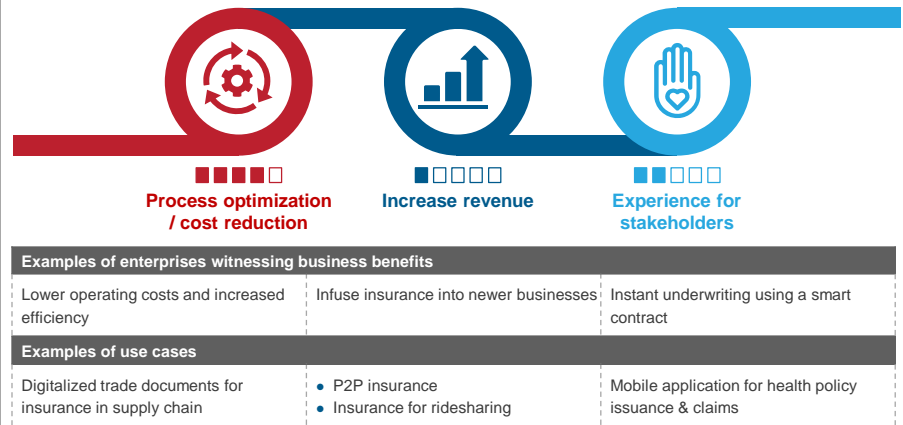 Process optimization
/ cost reduction
Increase revenue
Experience for
stakeholders
Examples of enterprises witnessing business benefits
Lower operating costs and increased
efficiency
Infuse insurance into newer businesses
Instant underwriting using a smart
contract
Examples of use cases
Digitalized trade documents for
insurance in supply chain
• P2P insurance
• Insurance for ridesharing
Mobile application for health policy
issuance & claims